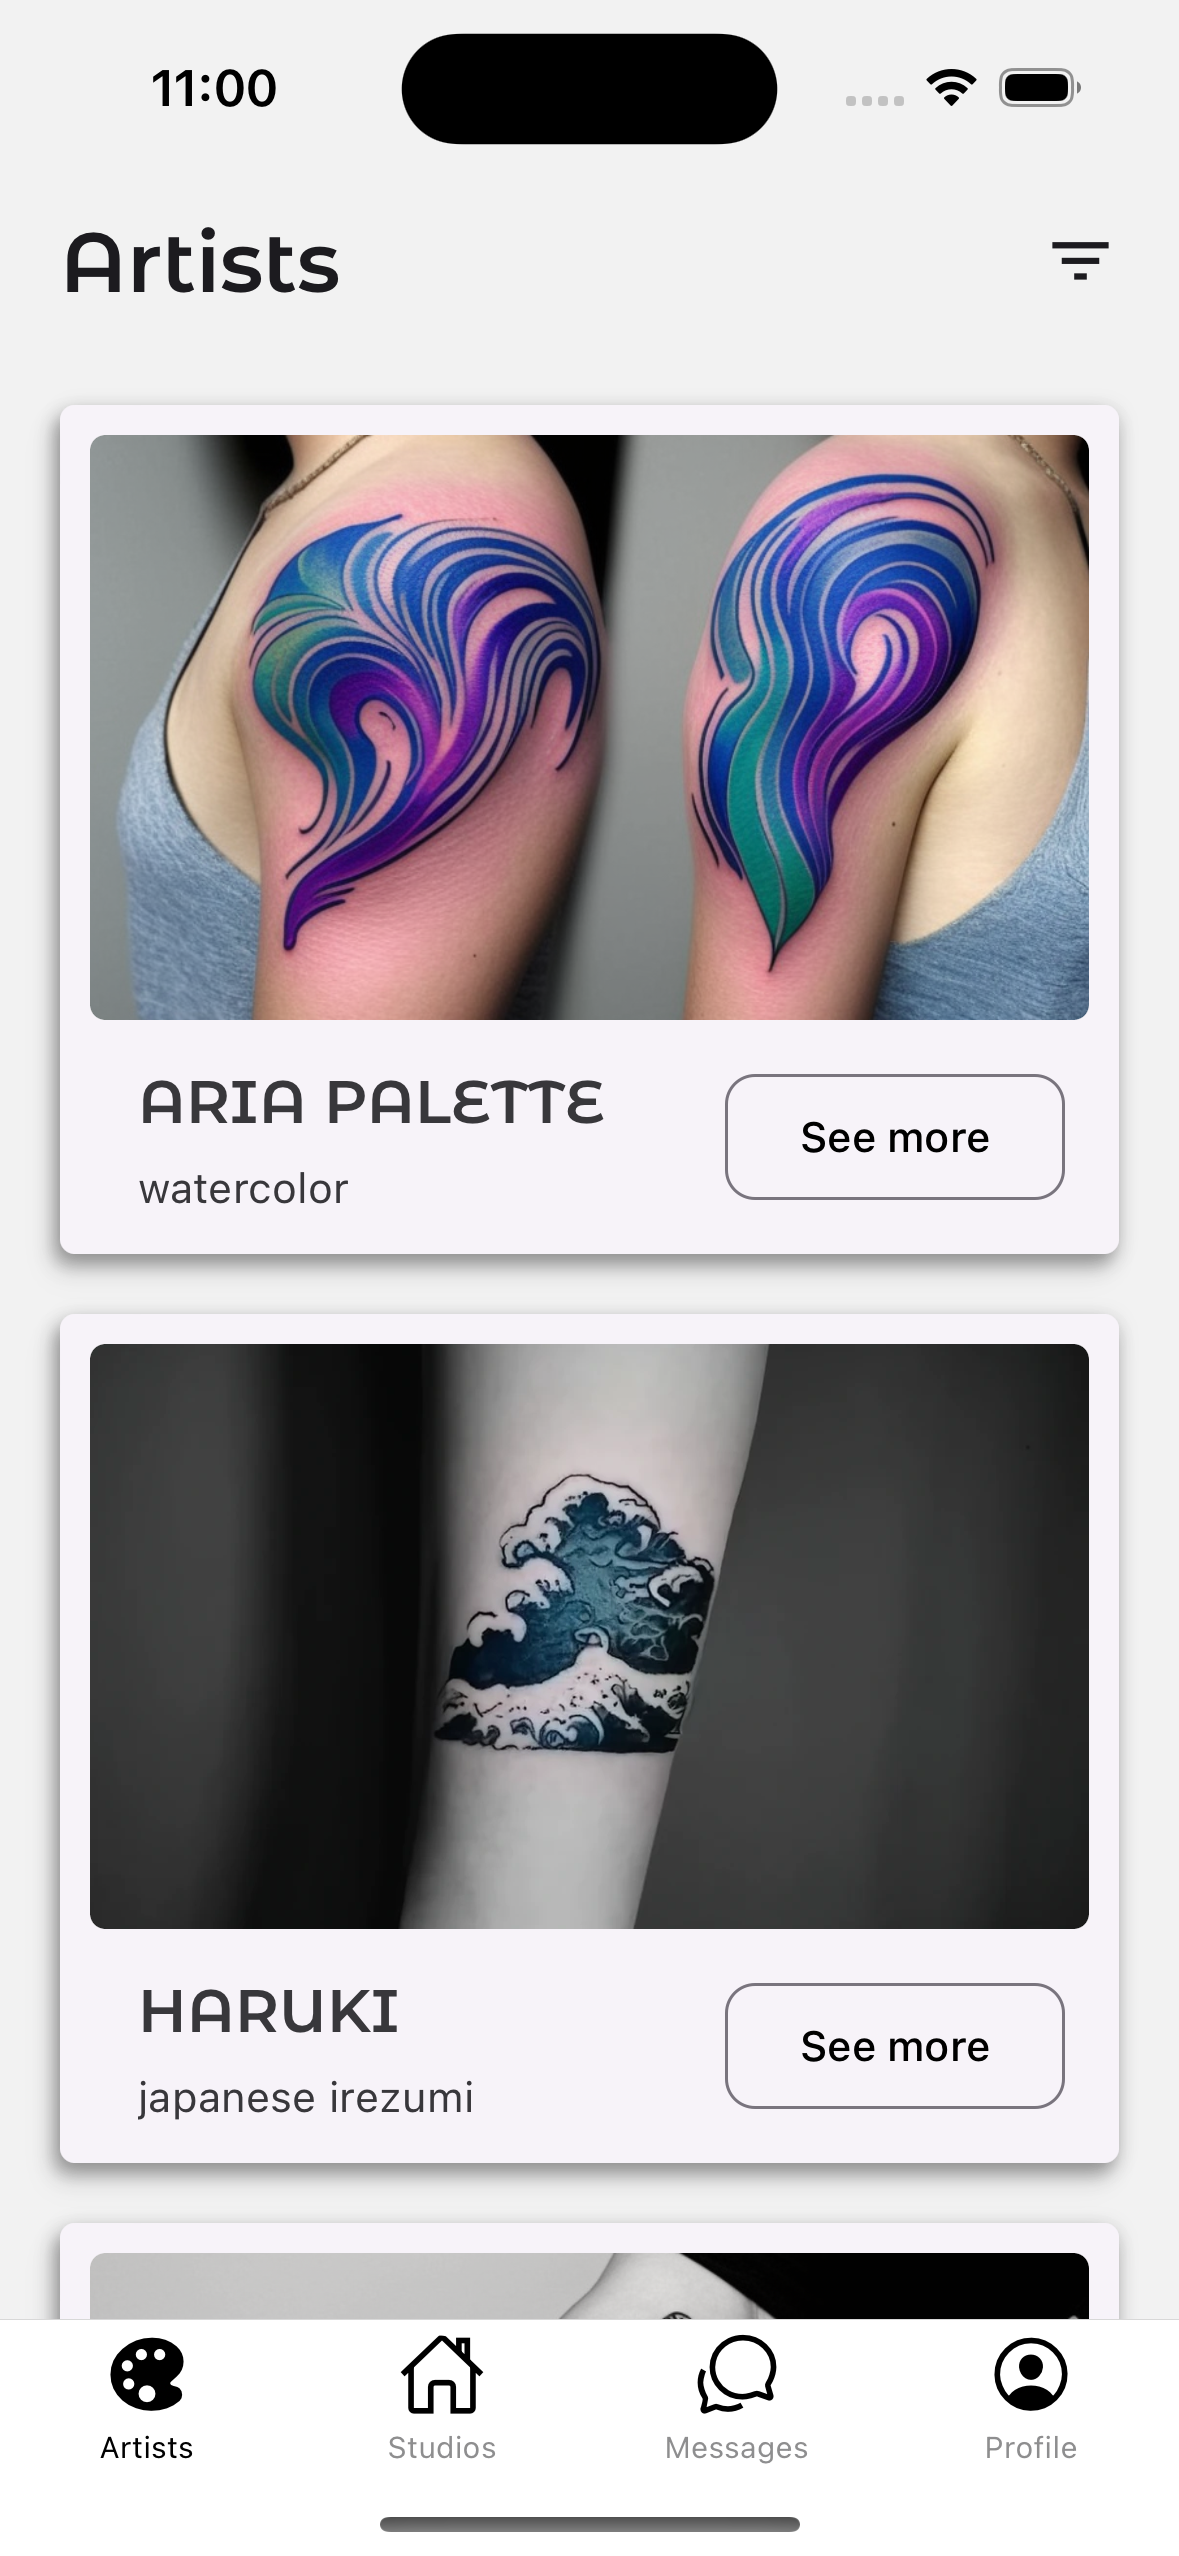 11:00
Artists
ARIA PALETTE
watercolor
See more
HARUKI
japanese irezumi
See more
Artists
Studios
Messages
Profile